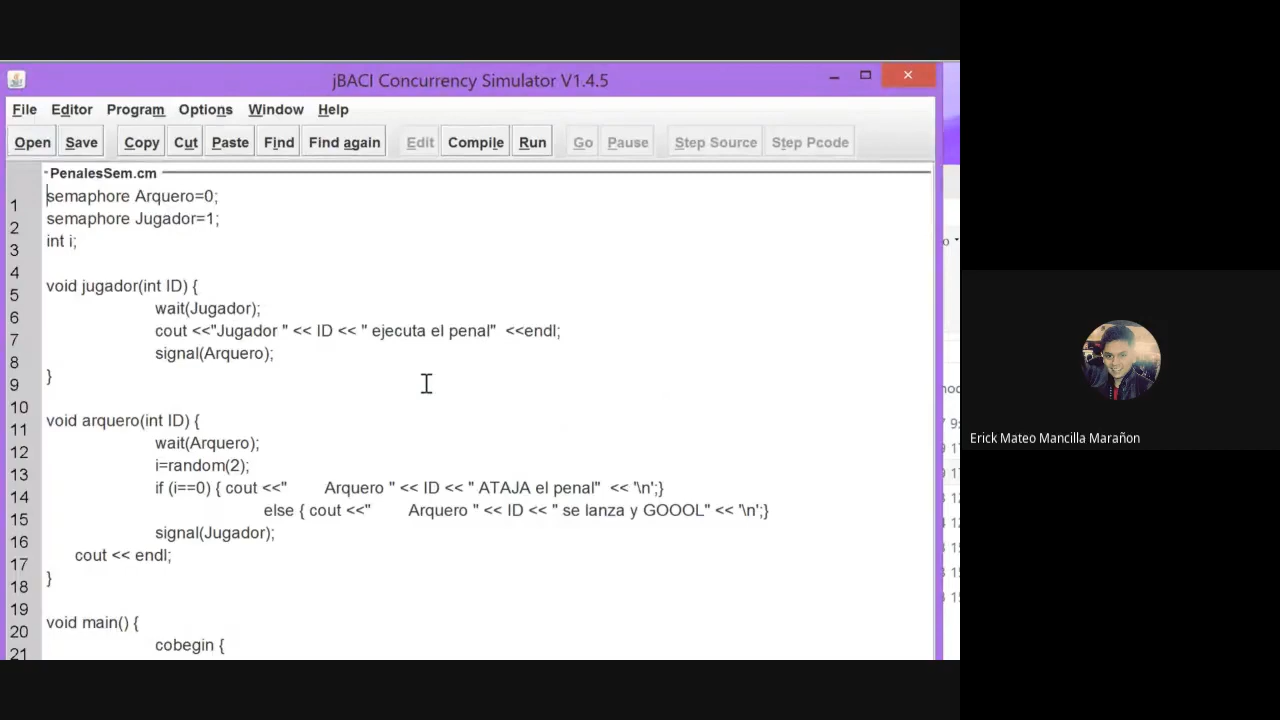 jBACI Concurrency Simulator V1.4.5
File Editor Program Options Window Help
Open Save Copy Cut Paste Find Find again Edit Compile Run Go Pause Step Source Step Pcode
PenalesSem.cm
1 semaphore Arquero=0;
2 semaphore Jugador=1;
3 int i;
4
5 void jugador(int ID) {
6 wait(Jugador);
7 cout <<"Jugador " << ID << " ejecuta el penal" <<endl;
8 signal(Arquero);
9 }
10
11 void arquero(int ID) {
12 wait(Arquero);
13 i=random(2);
14 if (i==0) { cout <<" Arquero " << ID << " ATAJA el penal" << '\n';}
15 else { cout <<" Arquero " << ID << " se lanza y GOOOL" << '\n';}
16 signal(Jugador);
17 cout << endl;
18 }
19
20 void main() {
21 cobegin {
Erick Mateo Mancilla Marañon